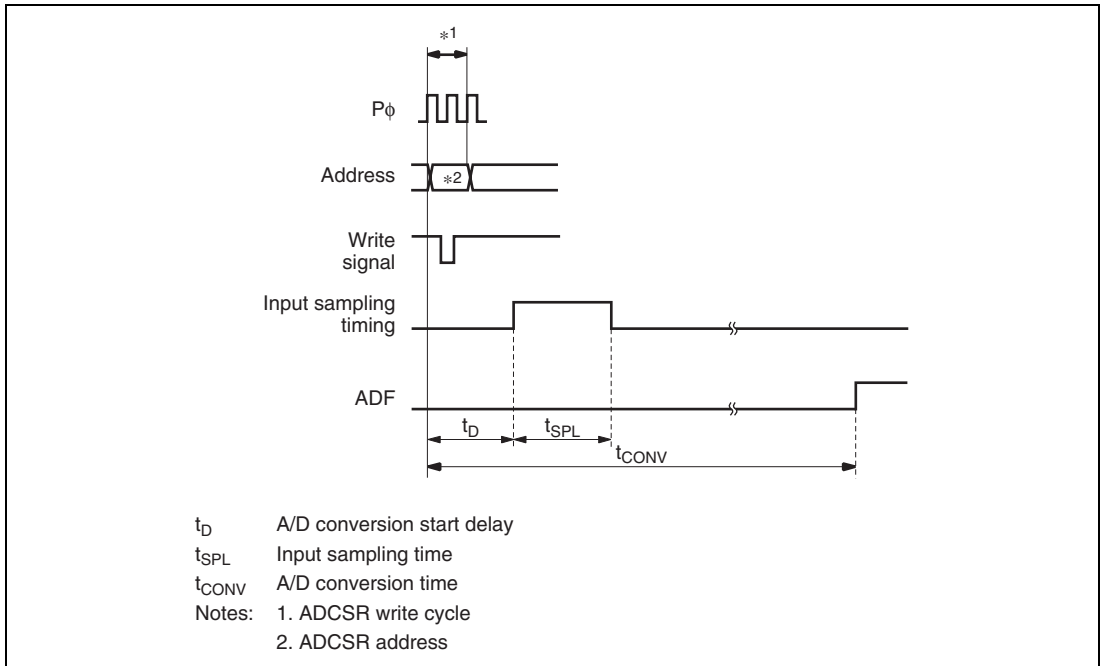 *1
Pϕ
Address
*2
Write
signal
Input sampling
timing
ADF
tD
tSPL
tCONV
tD A/D conversion start delay
tSPL Input sampling time
tCONV A/D conversion time
Notes: 1. ADCSR write cycle
2. ADCSR address